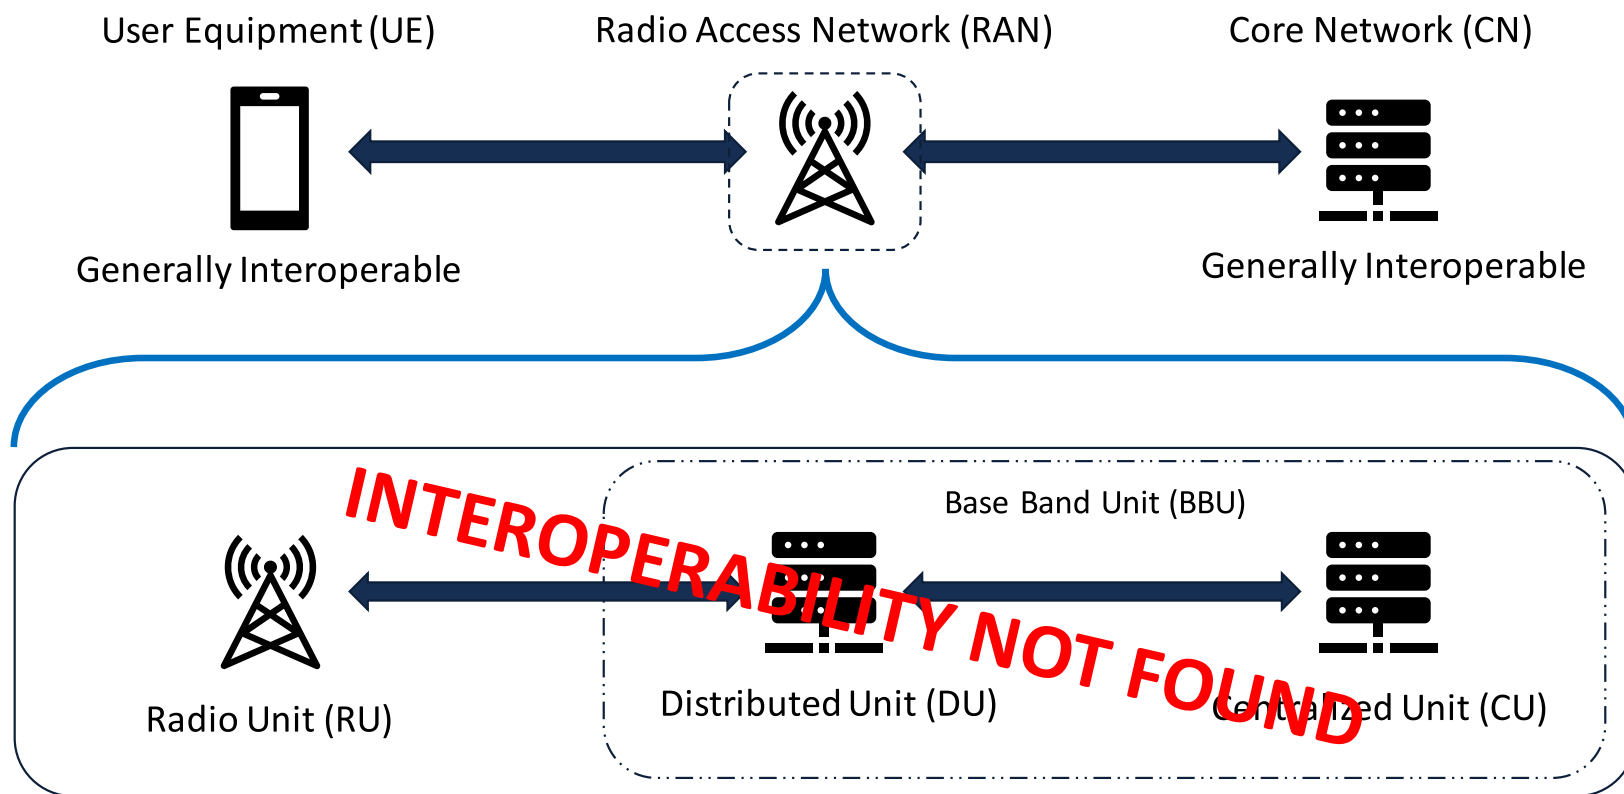 User Equipment (UE)
Radio Access Network (RAN)
Core Network (CN)
Generally Interoperable
Generally Interoperable
Base Band Unit (BBU)
INTEROPERABILITY NOT FOUND
Radio Unit (RU)
Distributed Unit (DU)
Centralized Unit (CU)